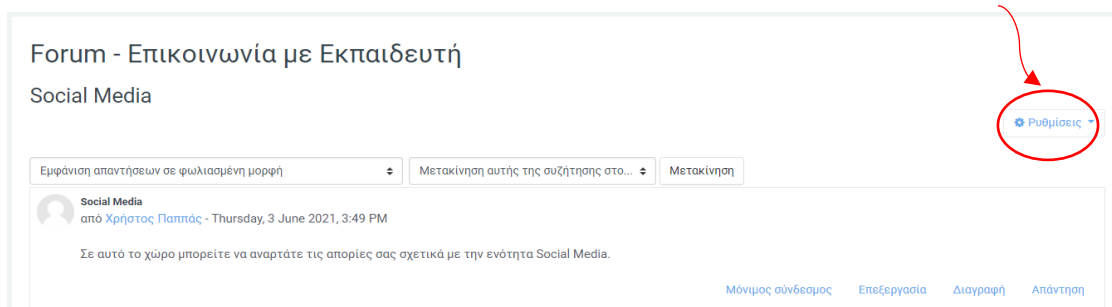 Forum - Επικοινωνία με Εκπαιδευτή
Social Media
Ρυθμίσεις
Εμφάνιση απαντήσεων σε φωλιασμένη μορφή
Μετακίνηση αυτής της συζήτησης στο...
Μετακίνηση
Social Media
από Χρήστος Παππάς - Thursday, 3 June 2021, 3:49 PM
Σε αυτό το χώρο μπορείτε να αναρτάτε τις απορίες σας σχετικά με την ενότητα Social Media.
Μόνιμος σύνδεσμος Επεξεργασία Διαγραφή Απάντηση